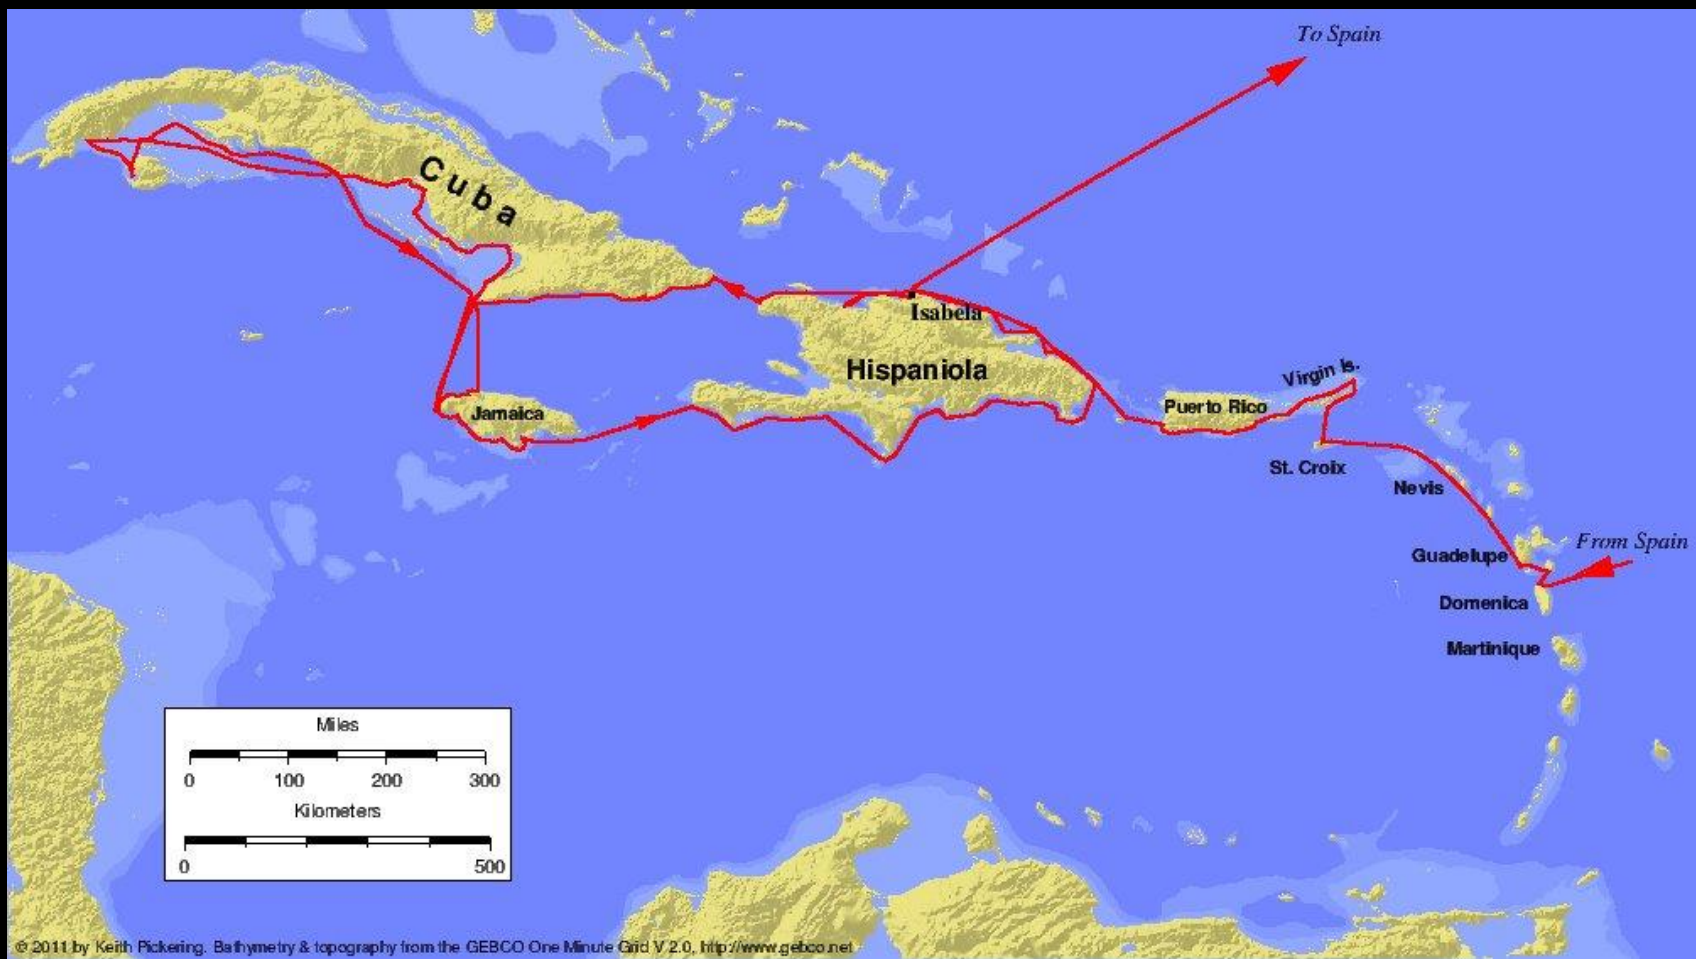 To Spain
Cuba
Isabela
Hispaniola
Virgin Is.
Puerto Rico
Jamaica
St. Croix
Nevis
From Spain
Guadelupe
Domenica
Martinique
Miles
0 100 200 300
Kilometers
0 500
© 2011 by Keith Pickering. Bathymetry & topography from the GEBCO One Minute Grid V 2.0, http://www.gebco.net